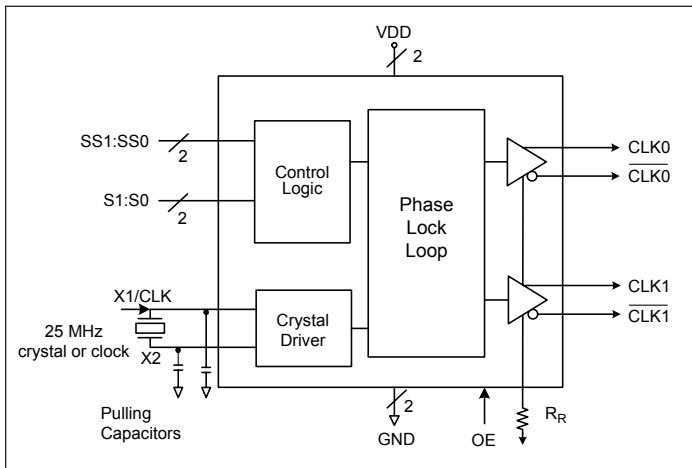 VDD
2
SS1:SS0
2
S1:S0
2
Control
Logic
Phase
Lock
Loop
CLK0
CLK0
CLK1
CLK1
X1/CLK
25 MHz
crystal or clock
X2
Crystal
Driver
Pulling
Capacitors
2
GND
OE
RR